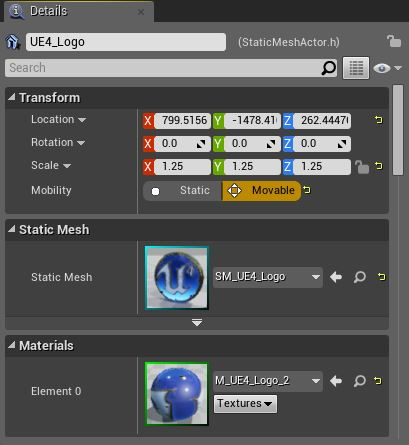 Details
UE4_Logo (StaticMeshActor.h)
Search
Transform
Location X 799.5156 Y -1478.41 Z 262.4447
Rotation X 0.0 Y 0.0 Z 0.0
Scale X 1.25 Y 1.25 Z 1.25
Mobility Static Movable
Static Mesh
Static Mesh SM_UE4_Logo
Materials
Element 0 M_UE4_Logo_2
Textures